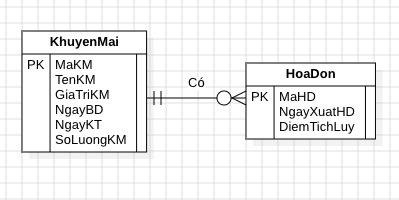 KhuyenMai
PK MaKM
TenKM
GiaTriKM
NgayBD
NgayKT
SoLuongKM
Có
HoaDon
PK MaHD
NgayXuatHD
DiemTichLuy